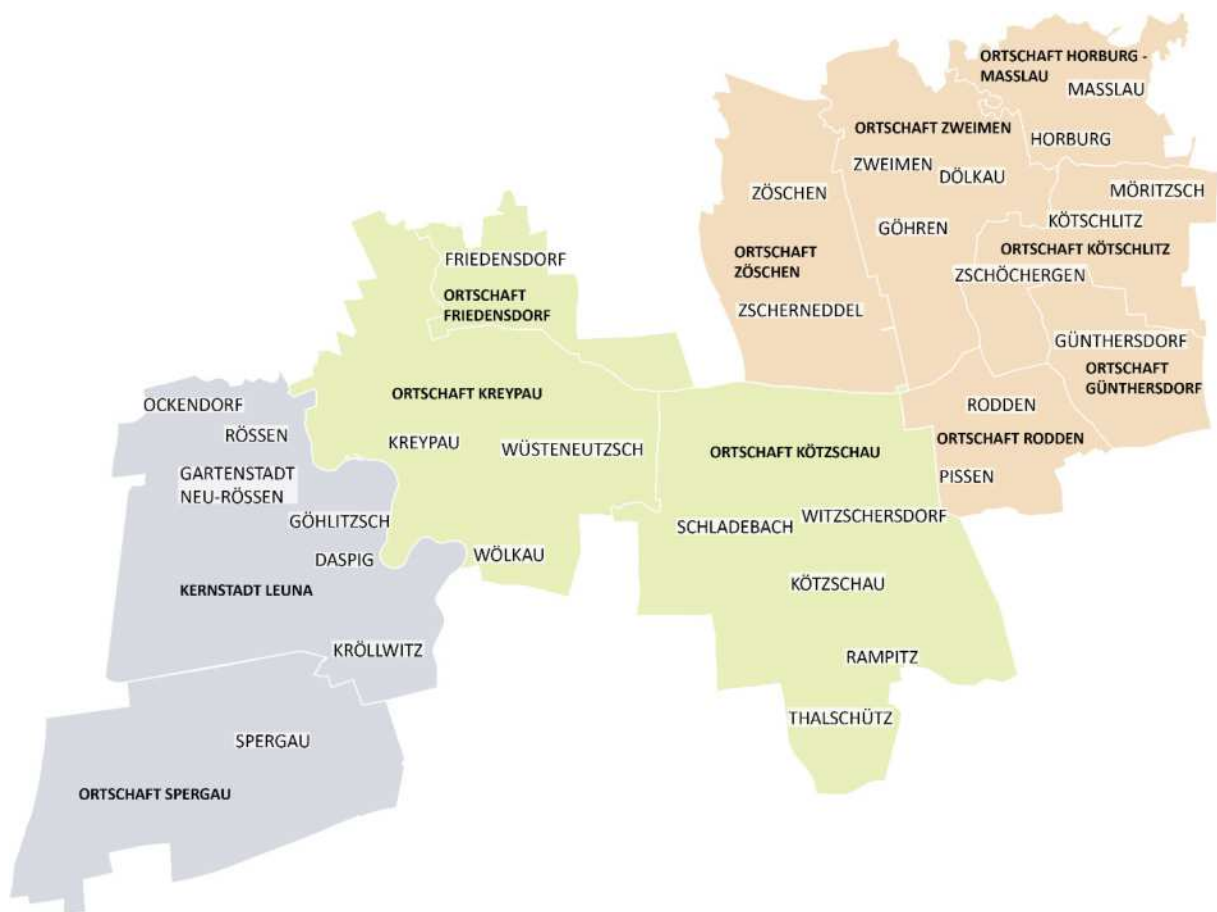 ORTSCHAFT HORBURG -
MASSLAU
MASSLAU
ORTSCHAFT ZWEIMEN
HORBURG
ZWEIMEN
DÖLKAU
ZÖSCHEN
MÖRITZSCH
KÖTSCHLITZ
GÖHREN
ORTSCHAFT KÖTSCHLITZ
ORTSCHAFT
ZÖSCHEN
ZSCHÖCHERGEN
FRIEDENSDORF
ORTSCHAFT
FRIEDENSDORF
ZSCHERNEDDEL
GÜNTHERSDORF
ORTSCHAFT
GÜNTHERSDORF
ORTSCHAFT KREYPAU
OCKENDORF
RODDEN
RÖSSEN
KREYPAU
WÜSTENEUTZSCH
ORTSCHAFT RODDEN
ORTSCHAFT KÖTZSCHAU
GARTENSTADT
NEU-RÖSSEN
PISSEN
GÖHLITZSCH
SCHLADEBACH
WITZSCHERSDORF
DASPIG
WÖLKAU
KERNSTADT LEUNA
KÖTZSCHAU
KRÖLLWITZ
RAMPITZ
THALSCHÜTZ
SPERGAU
ORTSCHAFT SPERGAU